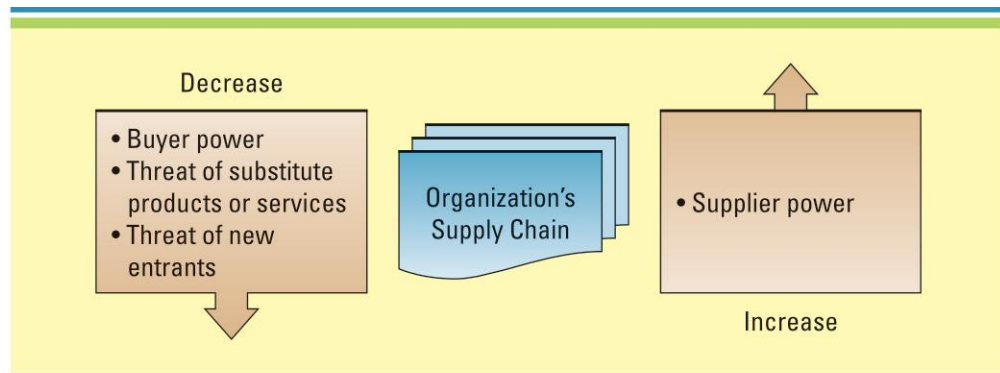 Decrease
• Buyer power
• Threat of substitute
products or services
• Threat of new
entrants
Organization's
Supply Chain
• Supplier power
Increase